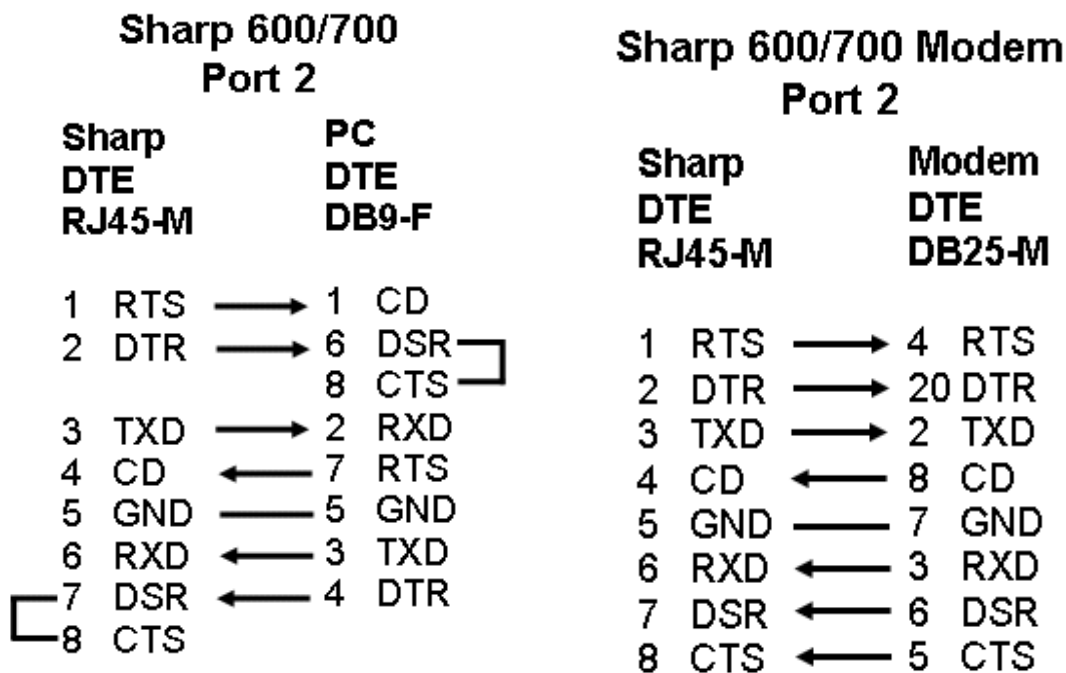 Sharp 600/700
Port 2
Sharp PC
DTE DTE
RJ45-M DB9-F
1 RTS 1 CD
2 DTR 6 DSR
8 CTS
3 TXD 2 RXD
4 CD 7 RTS
5 GND 5 GND
6 RXD 3 TXD
7 DSR 4 DTR
8 CTS
Sharp 600/700 Modem
Port 2
Sharp Modem
DTE DTE
RJ45-M DB25-M
1 RTS 4 RTS
2 DTR 20 DTR
3 TXD 2 TXD
4 CD 8 CD
5 GND 7 GND
6 RXD 3 RXD
7 DSR 6 DSR
8 CTS 5 CTS